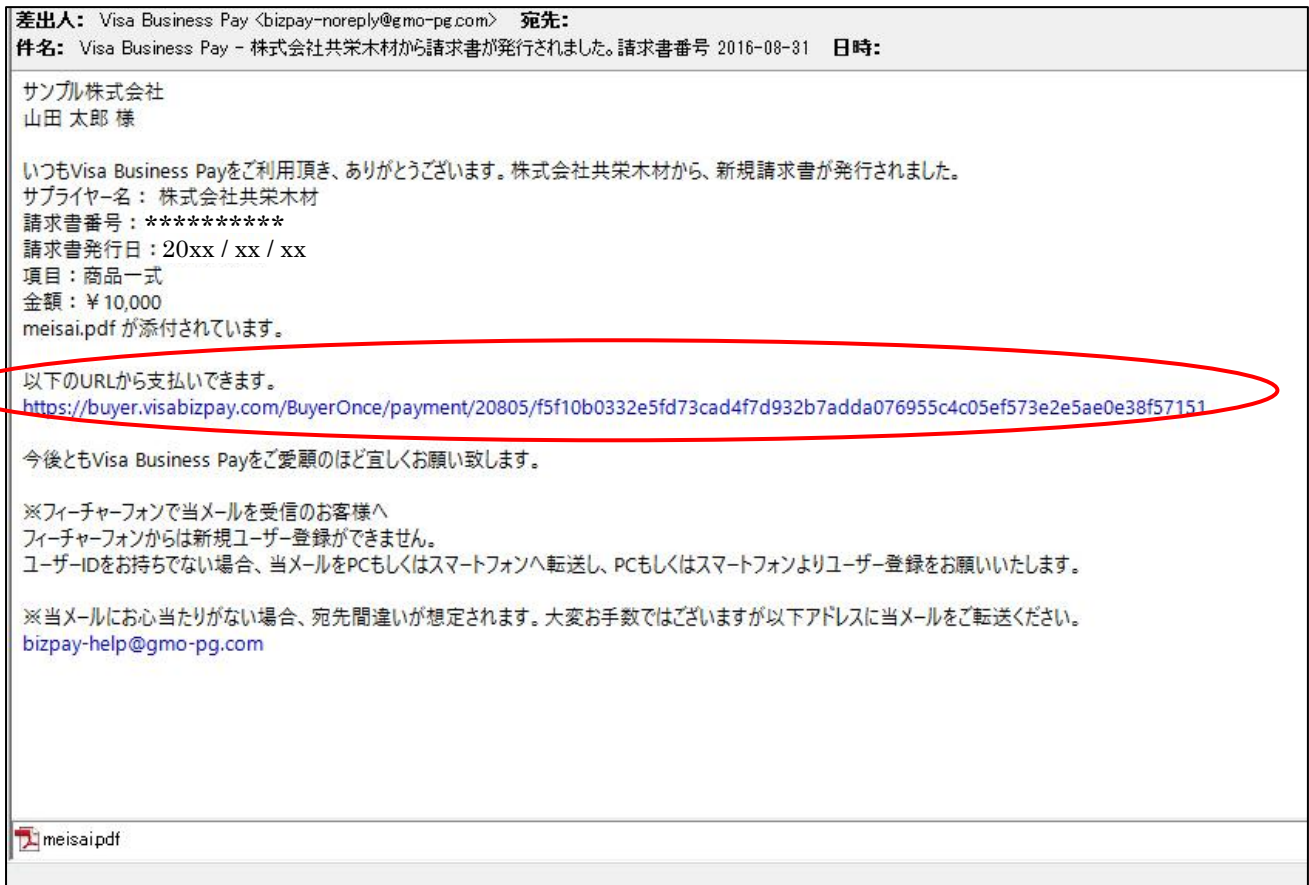 差出人： Visa Business Pay <bizpay-noreply@gmo-pg.com> 宛先：
件名： Visa Business Pay - 株式会社共栄木材から請求書が発行されました。請求書番号 2016-08-31 日時：
サンプル株式会社
山田 太郎 様
いつもVisa Business Payをご利用頂き、ありがとうございます。株式会社共栄木材から、新規請求書が発行されました。
サプライヤー名： 株式会社共栄木材
請求書番号：**********
請求書発行日：20xx / xx / xx
項目：商品一式
金額：¥10,000
meisai.pdf が添付されています。
以下のURLから支払いできます。
https://buyer.visabizpay.com/BuyerOnce/payment/20805/f5f10b0332e5fd73cad4f7d932b7adda076955c4c05ef573e2e5ae0e38f57151
今後ともVisa Business Payをご愛顧のほど宜しくお願い致します。
※フィーチャーフォンで当メールを受信のお客様へ
フィーチャーフォンからは新規ユーザー登録ができません。
ユーザーIDをお持ちでない場合、当メールをPCもしくはスマートフォンへ転送し、PCもしくはスマートフォンよりユーザー登録をお願いいたします。
※当メールにお心当たりがない場合、宛先間違いが想定されます。大変お手数ではございますが以下アドレスに当メールをご転送ください。
bizpay-help@gmo-pg.com
meisai.pdf